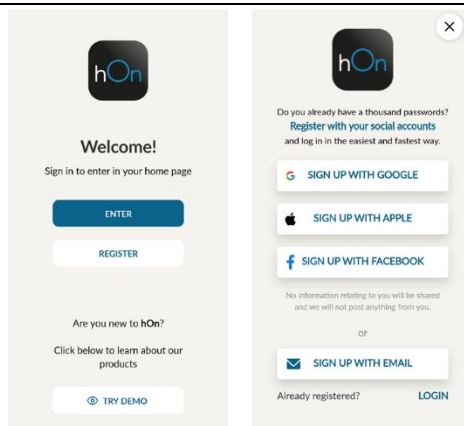 hOn
Welcome!
Sign in to enter in your home page
ENTER
REGISTER
Are you new to hOn?
Click below to learn about our
products
TRY DEMO
hOn
Do you already have a thousand passwords?
Register with your social accounts
and log in in the easiest and fastest way.
SIGN UP WITH GOOGLE
SIGN UP WITH APPLE
SIGN UP WITH FACEBOOK
No information relating to you will be shared
and we will not post anything from you.
or
SIGN UP WITH EMAIL
Already registered? LOGIN